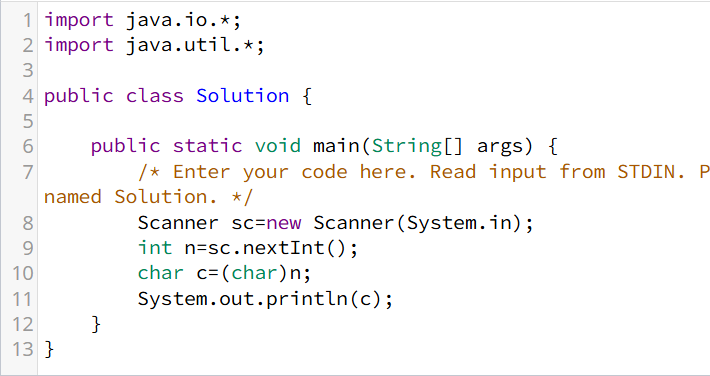 1 import java.io.*;
2 import java.util.*;
3
4 public class Solution {
5
6     public static void main(String[] args) {
7         /* Enter your code here. Read input from STDIN. P
named Solution. */
8         Scanner sc=new Scanner(System.in);
9         int n=sc.nextInt();
10         char c=(char)n;
11         System.out.println(c);
12     }
13 }